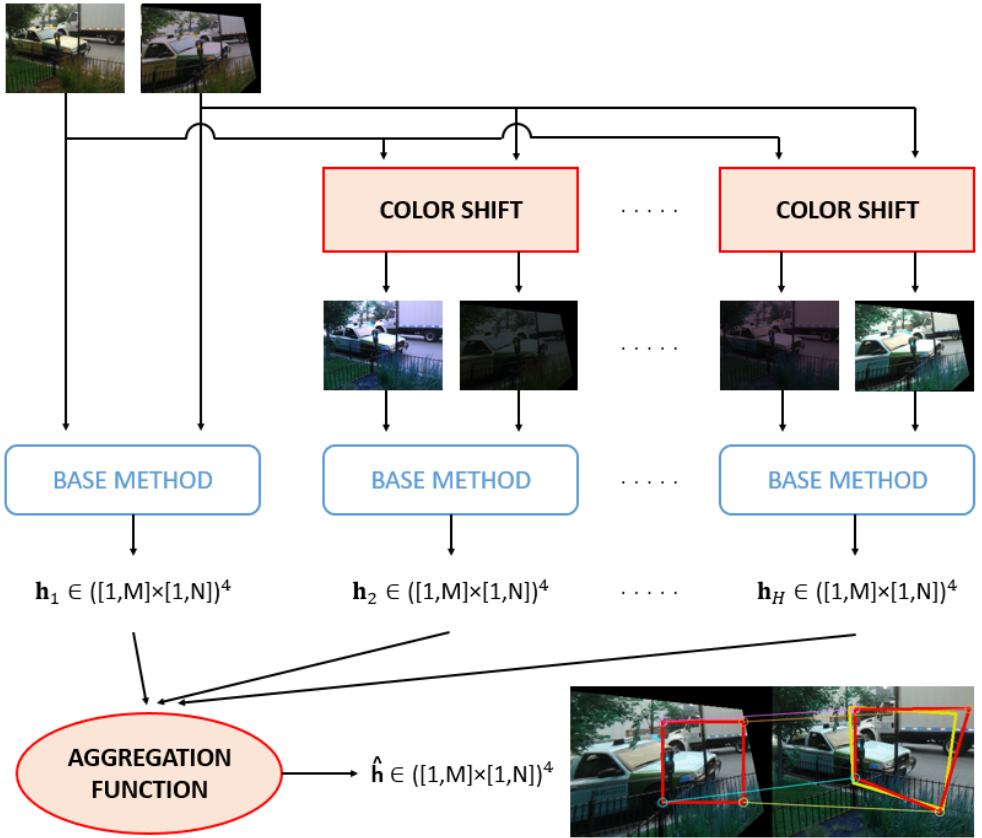 COLOR SHIFT
. . . . .
COLOR SHIFT
. . . . .
BASE METHOD
BASE METHOD
. . . . .
BASE METHOD
h₁ ∈ ([1,M]×[1,N])⁴
h₂ ∈ ([1,M]×[1,N])⁴
. . . . .
h_H ∈ ([1,M]×[1,N])⁴
AGGREGATION
FUNCTION
ĥ ∈ ([1,M]×[1,N])⁴